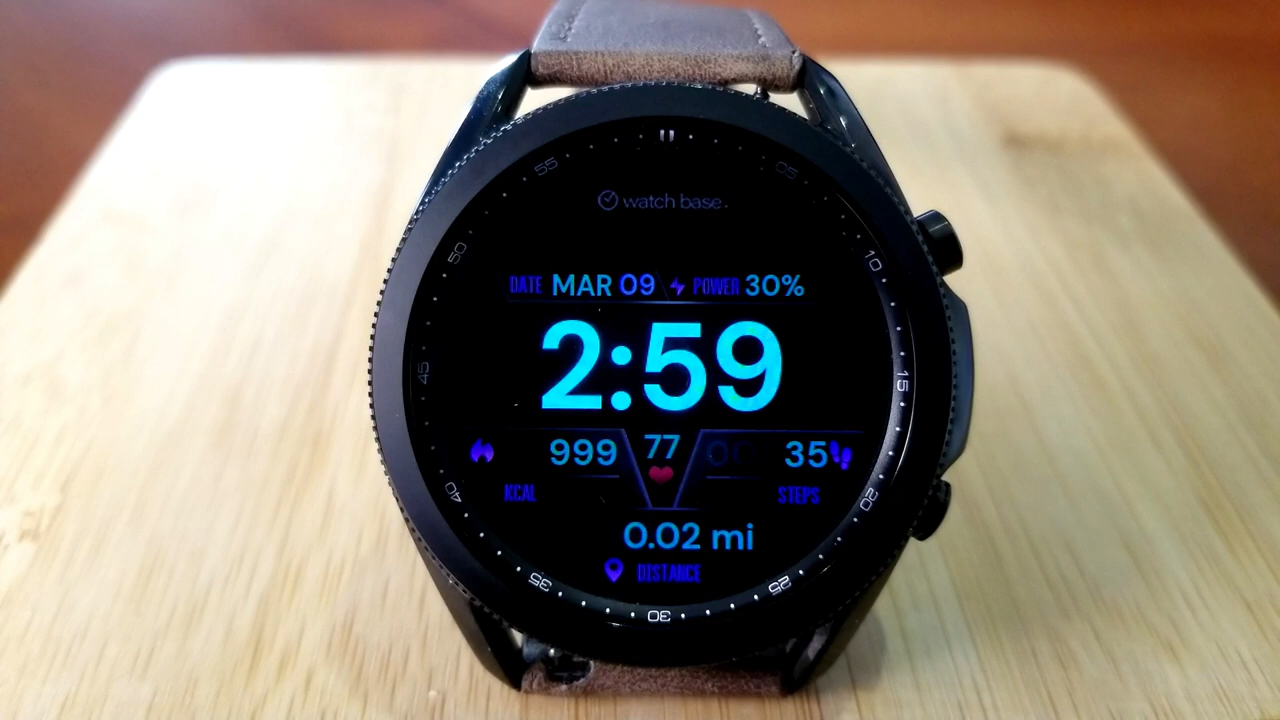 55
05
watch base.
50
10
DATE MAR 09 POWER 30%
2:59
45
15
999 77 35
KCAL STEPS
40
20
0.02 mi
DISTANCE
35
25
30